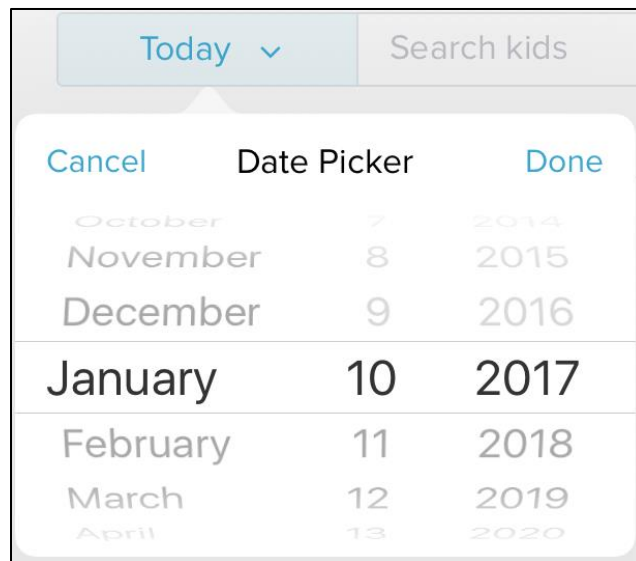 Today Search kids
Cancel Date Picker Done
October 7 2014
November 8 2015
December 9 2016
January 10 2017
February 11 2018
March 12 2019
April 13 2020